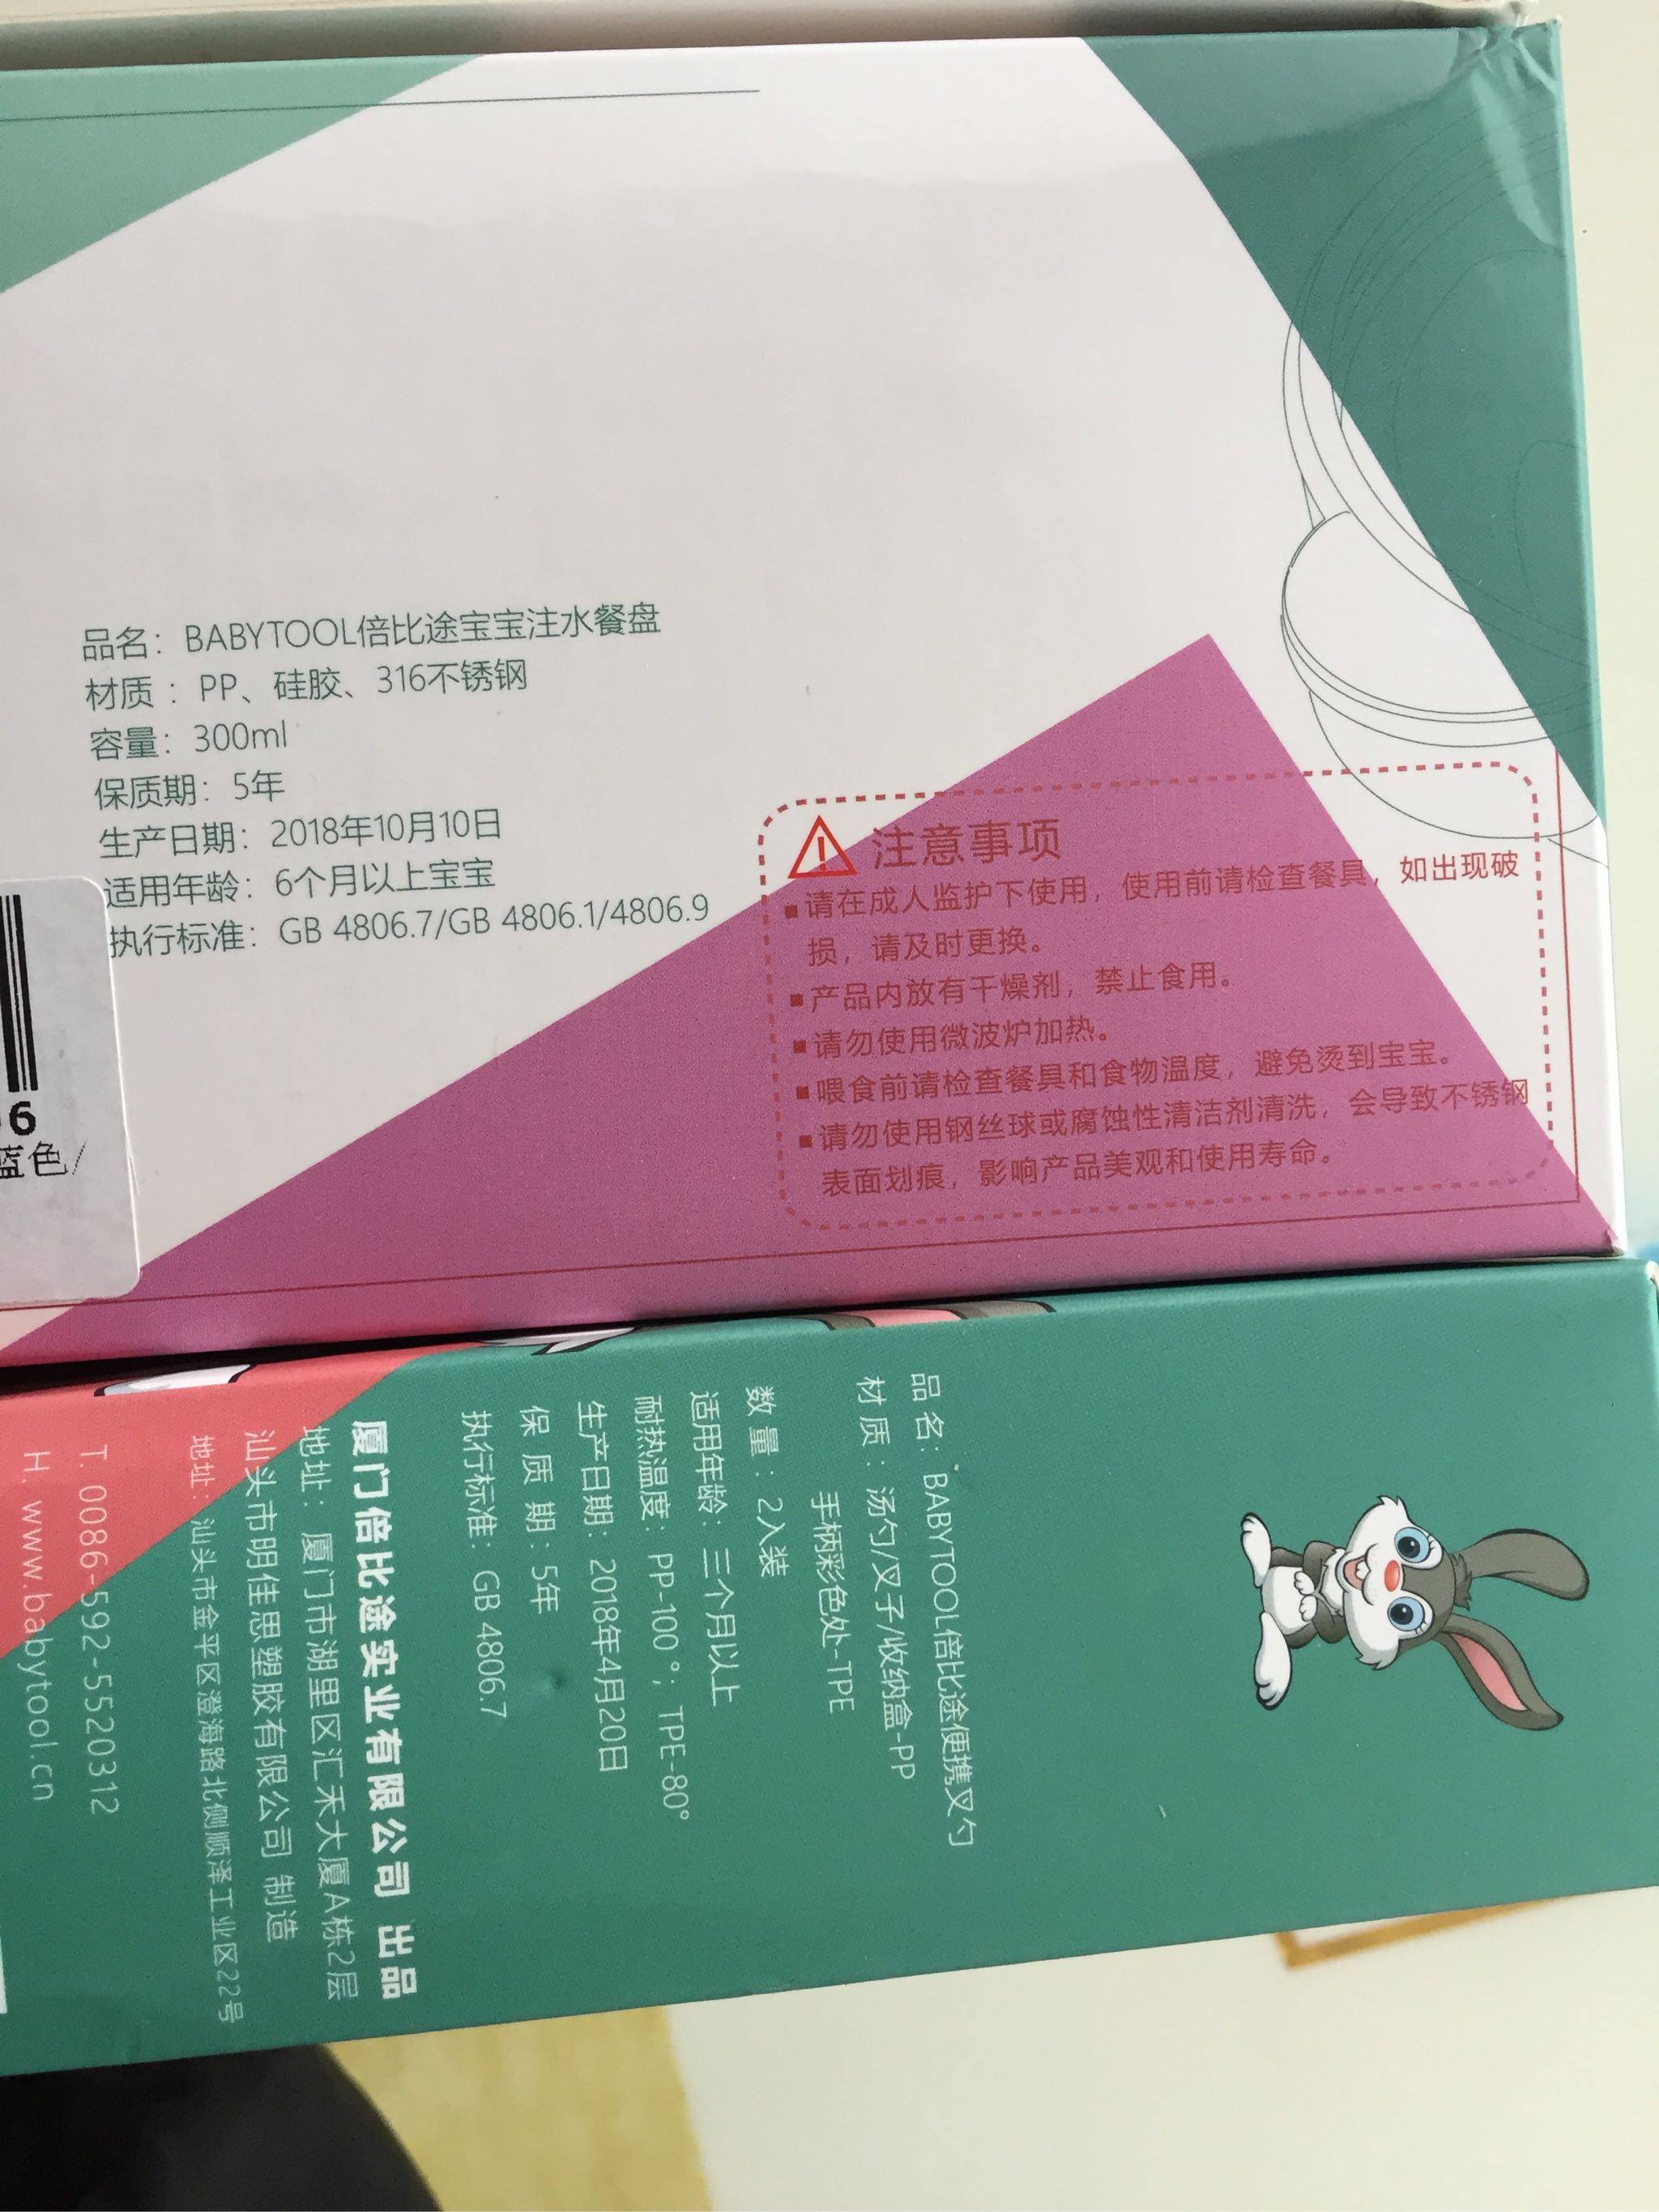 品名：BABYTOOL倍比途宝宝注水餐盘
材质：PP、硅胶、316不锈钢
容量：300ml
保质期：5年
生产日期：2018年10月10日
适用年龄：6个月以上宝宝
执行标准：GB 4806.7/GB 4806.1/4806.9
6
蓝色/
注意事项
▪请在成人监护下使用，使用前请检查餐具，如出现破
损，请及时更换。
▪产品内放有干燥剂，禁止食用。
▪请勿使用微波炉加热。
▪喂食前请检查餐具和食物温度，避免烫到宝宝。
▪请勿使用钢丝球或腐蚀性清洁剂清洗，会导致不锈钢
表面划痕，影响产品美观和使用寿命。
品 名：BABYTOOL倍比途便携叉勺
材 质：汤勺/叉子/收纳盒-PP
手柄彩色处-TPE
数 量：2入装
适用年龄：三个月以上
耐热温度：PP-100°；TPE-80°
生产日期：2018年4月20日
保 质 期：5年
执行标准：GB 4806.7
厦门倍比途实业有限公司 出品
地址：厦门市湖里区汇禾大厦A栋2层
汕头市明佳思塑胶有限公司 制造
地址：汕头市金平区澄海路北侧顺泽工业区22号
T. 0086-592-5520312
H. www.babytool.cn